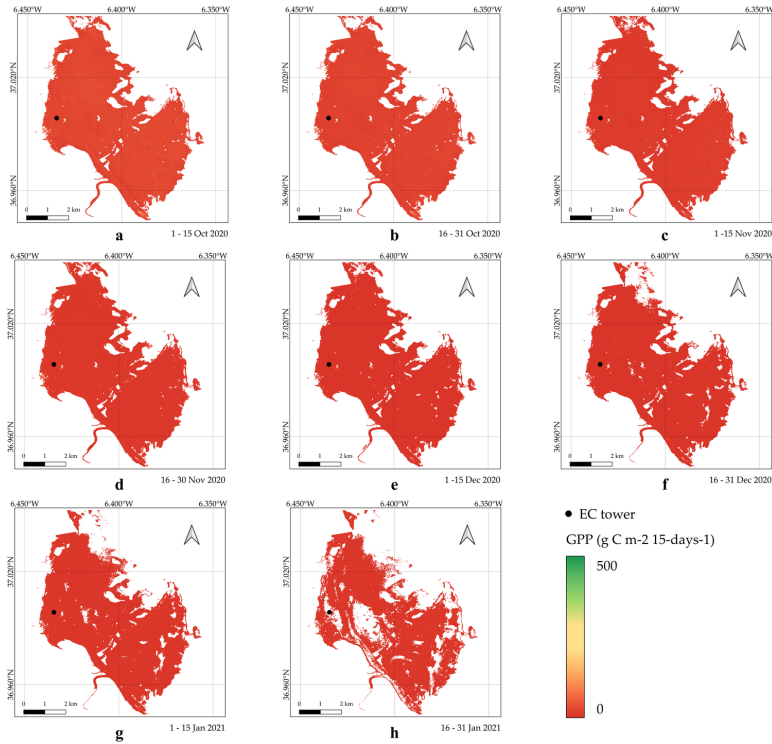 6.450°W 6.400°W 6.350°W
6.450°W 6.400°W 6.350°W
6.450°W 6.400°W 6.350°W
37.020°N
36.960°N
0 1 2 km
37.020°N
36.960°N
0 1 2 km
37.020°N
36.960°N
0 1 2 km
a
1 - 15 Oct 2020
b
16 - 31 Oct 2020
c
1 -15 Nov 2020
6.450°W 6.400°W 6.350°W
6.450°W 6.400°W 6.350°W
6.450°W 6.400°W 6.350°W
37.020°N
36.960°N
0 1 2 km
37.020°N
36.960°N
0 1 2 km
37.020°N
36.960°N
0 1 2 km
d
16 - 30 Nov 2020
e
1 -15 Dec 2020
f
16 - 31 Dec 2020
6.450°W 6.400°W 6.350°W
6.450°W 6.400°W 6.350°W
37.020°N
36.960°N
0 1 2 km
37.020°N
36.960°N
0 1 2 km
g
1 - 15 Jan 2021
h
16 - 31 Jan 2021
EC tower
GPP (g C m-2 15-days-1)
500
0